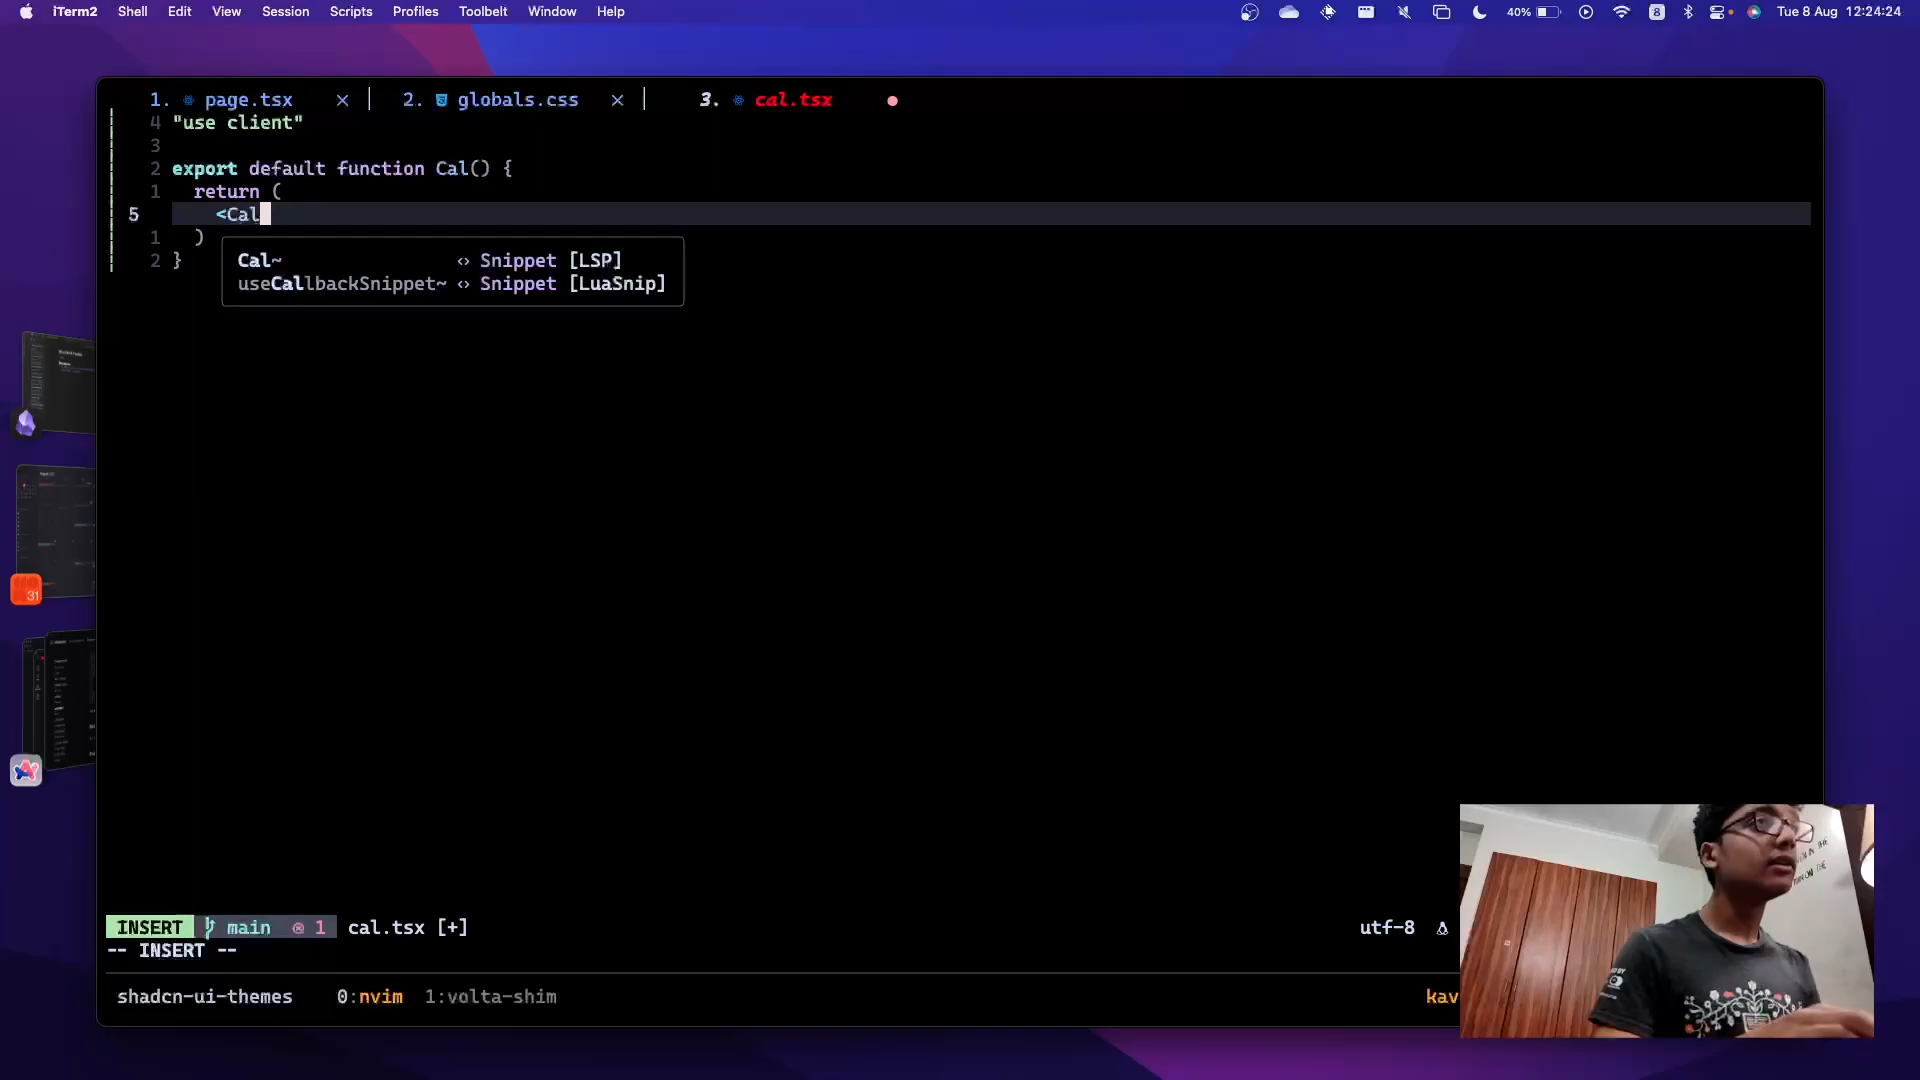 iTerm2 Shell Edit View Session Scripts Profiles Toolbelt Window Help 40% 8 Tue 8 Aug 12:24:24
1. page.tsx × 2. globals.css × 3. cal.tsx
4 "use client"
3
2 export default function Cal() {
1 return (
5 <Cal
1 )
Cal~ <> Snippet [LSP]
2 }
useCallbackSnippet~ <> Snippet [LuaSnip]
31
INSERT main 1 cal.tsx [+] utf-8
-- INSERT --
shadcn-ui-themes 0:nvim 1:volta-shim kav